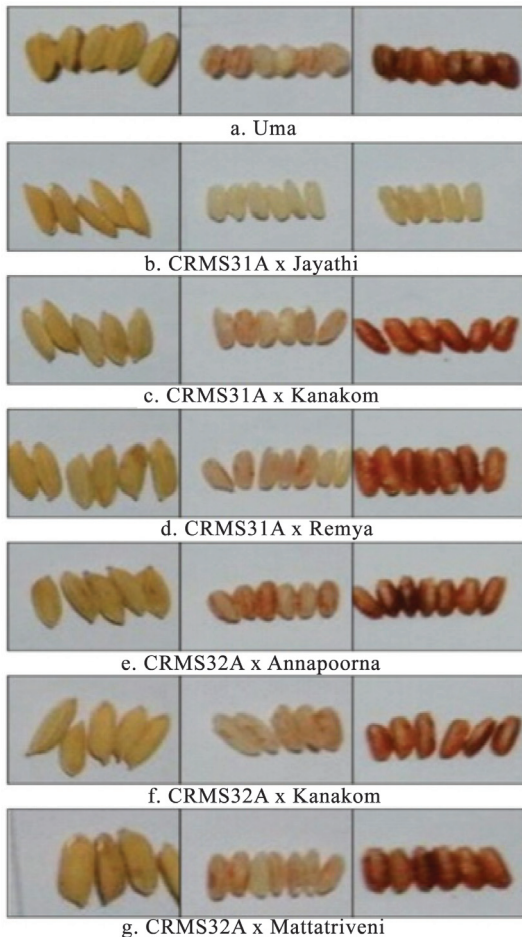 a. Uma
b. CRMS31A x Jayathi
c. CRMS31A x Kanakom
d. CRMS31A x Remya
e. CRMS32A x Annapoorna
f. CRMS32A x Kanakom
g. CRMS32A x Mattatriveni